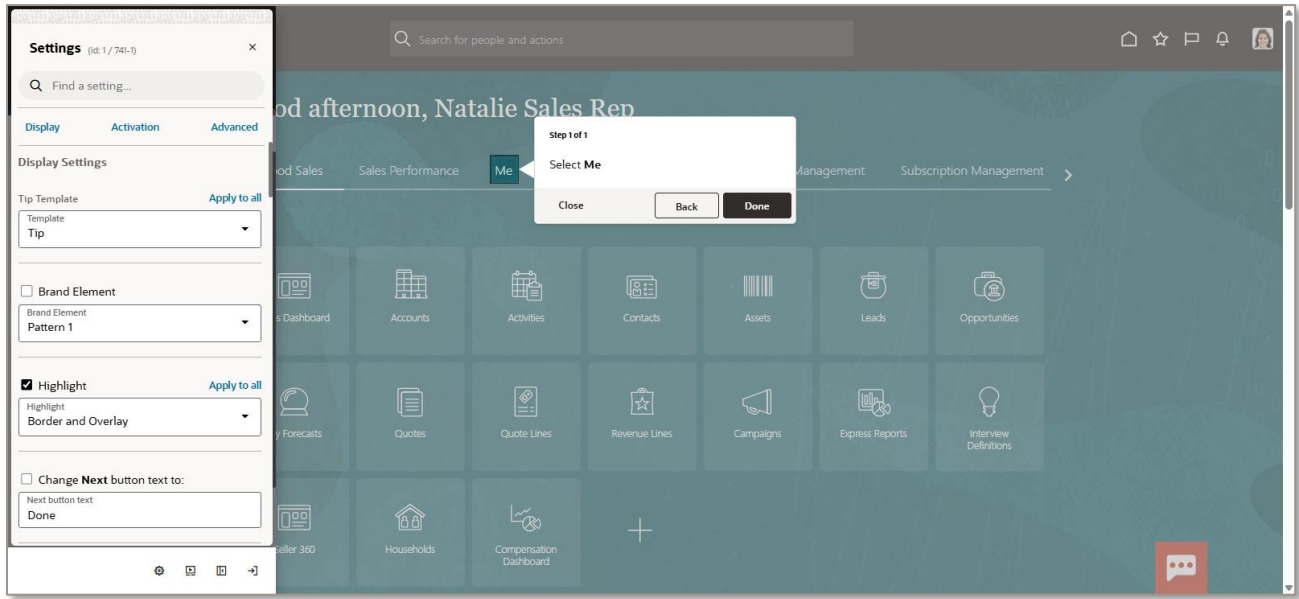 Settings (id: 1 / 741-1) ×
Find a setting...
Display Activation Advanced
Display Settings
Tip Template Apply to all
Template
Tip
Brand Element
Brand Element
Pattern 1
Highlight Apply to all
Highlight
Border and Overlay
Change Next button text to:
Next button text
Done
Search for people and actions
od afternoon, Natalie Sales Rep
od Sales Sales Performance Me Management Subscription Management
Step 1 of 1
Select Me
Close Back Done
s Dashboard Accounts Activities Contacts Assets Leads Opportunities
y Forecasts Quotes Quote Lines Revenue Lines Campaigns Express Reports Interview
Definitions
Seller 360 Households Compensation
Dashboard